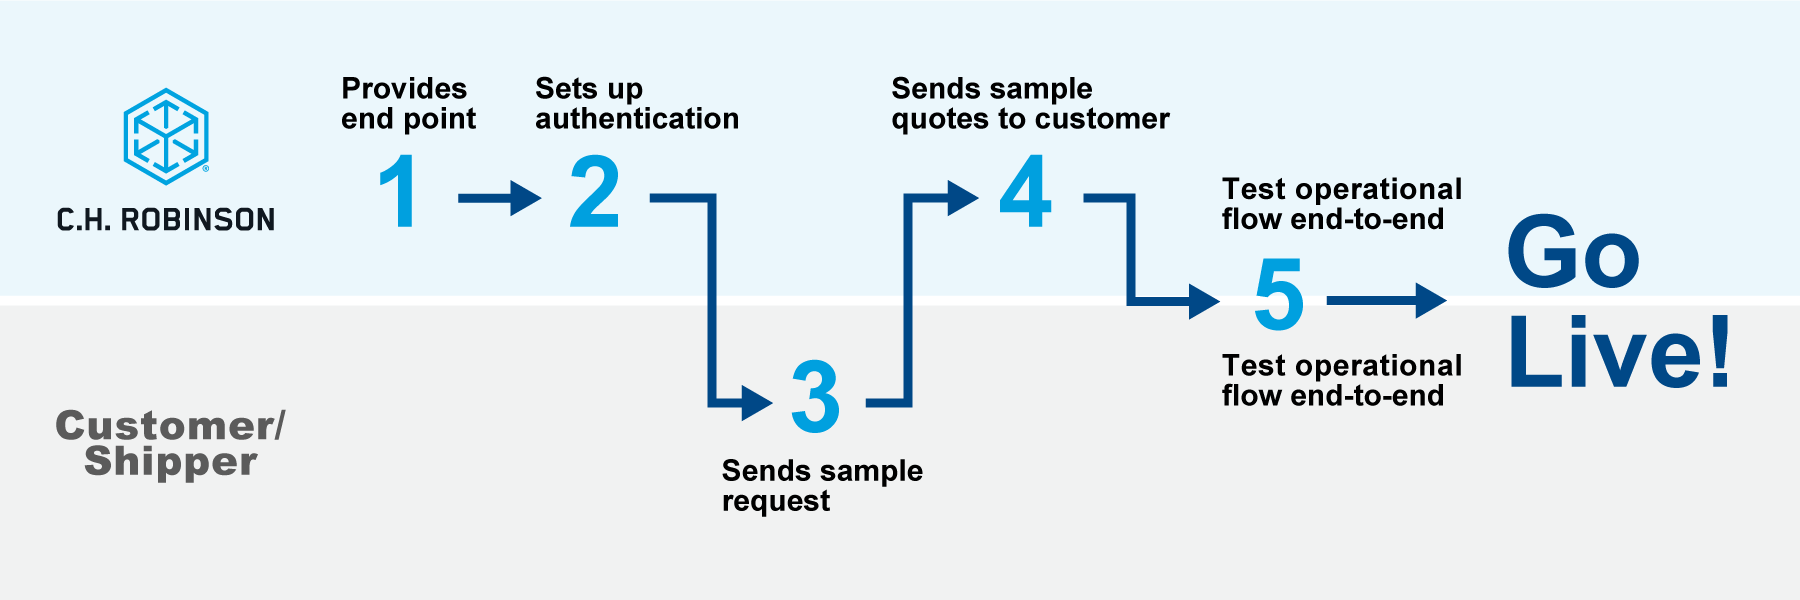 Provides
end point
1
Sets up
authentication
2
Sends sample
quotes to customer
4
Test operational
flow end-to-end
5
Test operational
flow end-to-end
Go
Live!
®
C.H. ROBINSON
3
Sends sample
request
Customer/
Shipper